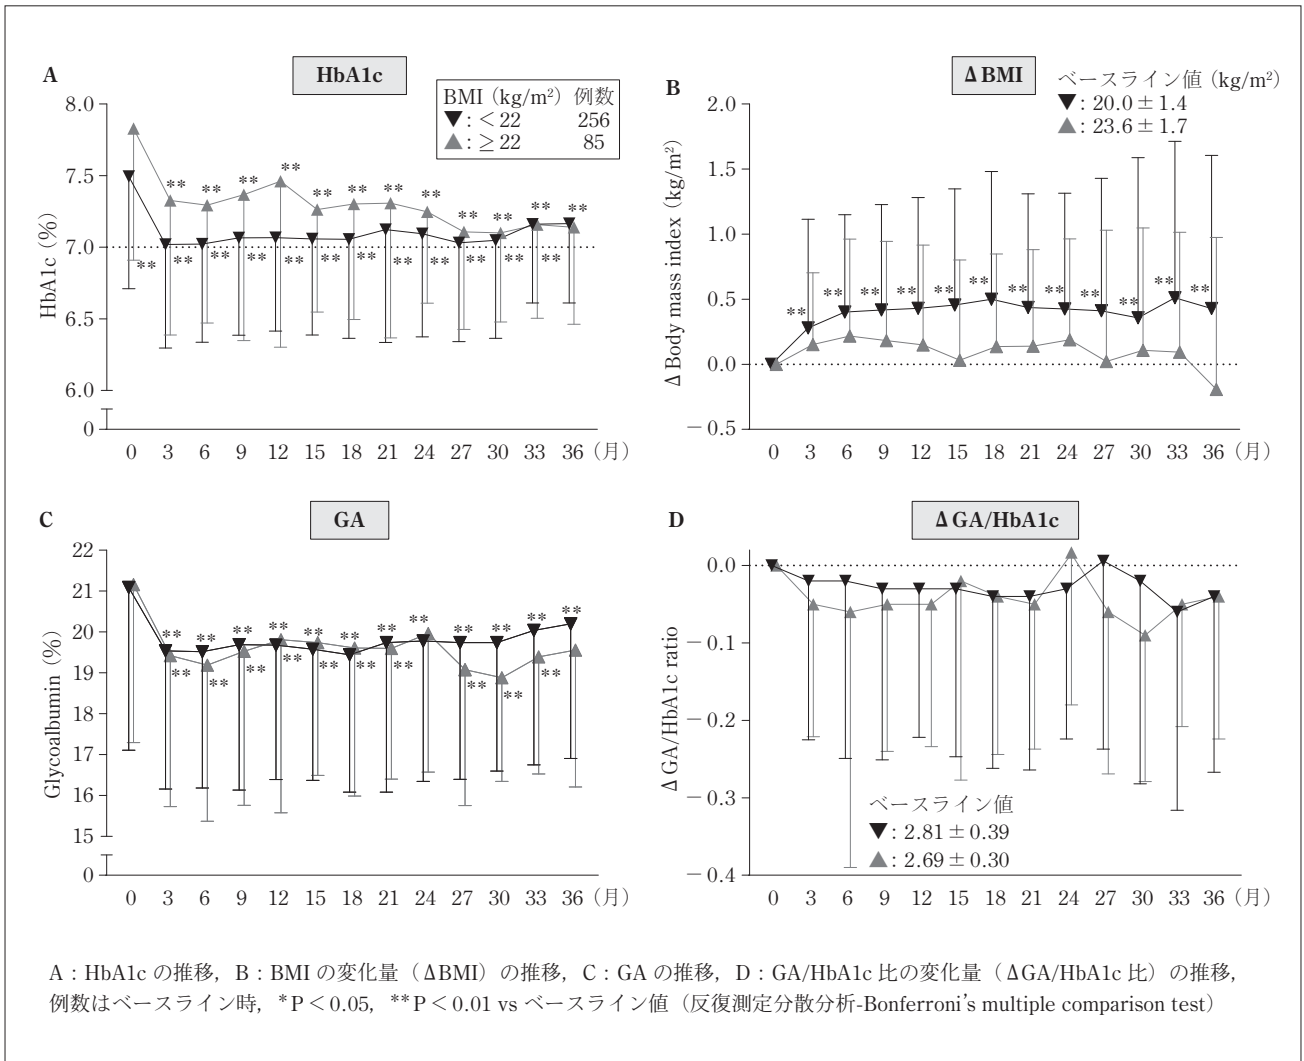 A
HbA1c
BMI (kg/m²) 例数
▼: < 22 256
▲: ≧ 22 85
HbA1c (%)
8.0
7.5
7.0
6.5
6.0
0
** ** ** ** ** ** ** ** ** ** ** **
** ** ** ** ** ** ** ** ** ** ** **
0 3 6 9 12 15 18 21 24 27 30 33 36 (月)
B
ΔBMI
ベースライン値 (kg/m²)
▼: 20.0 ± 1.4
▲: 23.6 ± 1.7
Δ Body mass index (kg/m²)
2.0
1.5
1.0
0.5
0.0
－0.5
** ** ** ** ** ** ** ** ** ** ** **
0 3 6 9 12 15 18 21 24 27 30 33 36 (月)
C
GA
Glycoalbumin (%)
22
21
20
19
18
17
16
15
0
** ** ** ** ** ** ** ** ** ** ** **
** ** ** ** ** ** ** ** ** **
0 3 6 9 12 15 18 21 24 27 30 33 36 (月)
D
ΔGA/HbA1c
Δ GA/HbA1c ratio
0.0
－0.1
－0.2
－0.3
－0.4
ベースライン値
▼: 2.81 ± 0.39
▲: 2.69 ± 0.30
0 3 6 9 12 15 18 21 24 27 30 33 36 (月)
A：HbA1c の推移，B：BMI の変化量（ΔBMI）の推移，C：GA の推移，D：GA/HbA1c 比の変化量（ΔGA/HbA1c 比）の推移，
例数はベースライン時，*P＜0.05，**P＜0.01 vs ベースライン値（反復測定分散分析-Bonferroni's multiple comparison test）